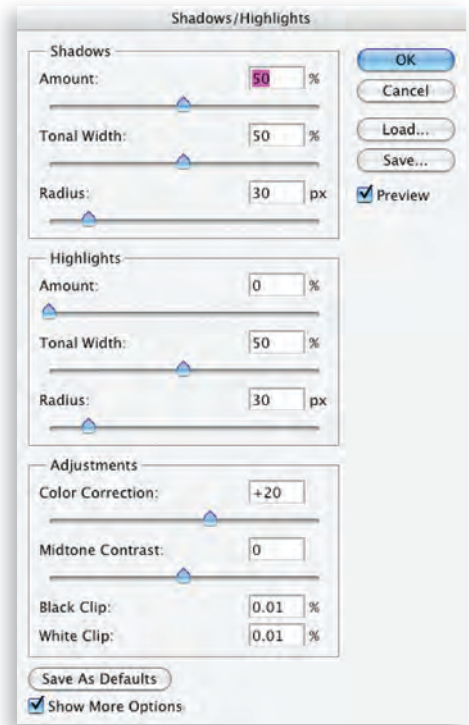 Shadows/Highlights
Shadows
Amount: 50 %
Tonal Width: 50 %
Radius: 30 px
Highlights
Amount: 0 %
Tonal Width: 50 %
Radius: 30 px
Adjustments
Color Correction: +20
Midtone Contrast: 0
Black Clip: 0.01 %
White Clip: 0.01 %
Save As Defaults
Show More Options
OK
Cancel
Load...
Save...
Preview